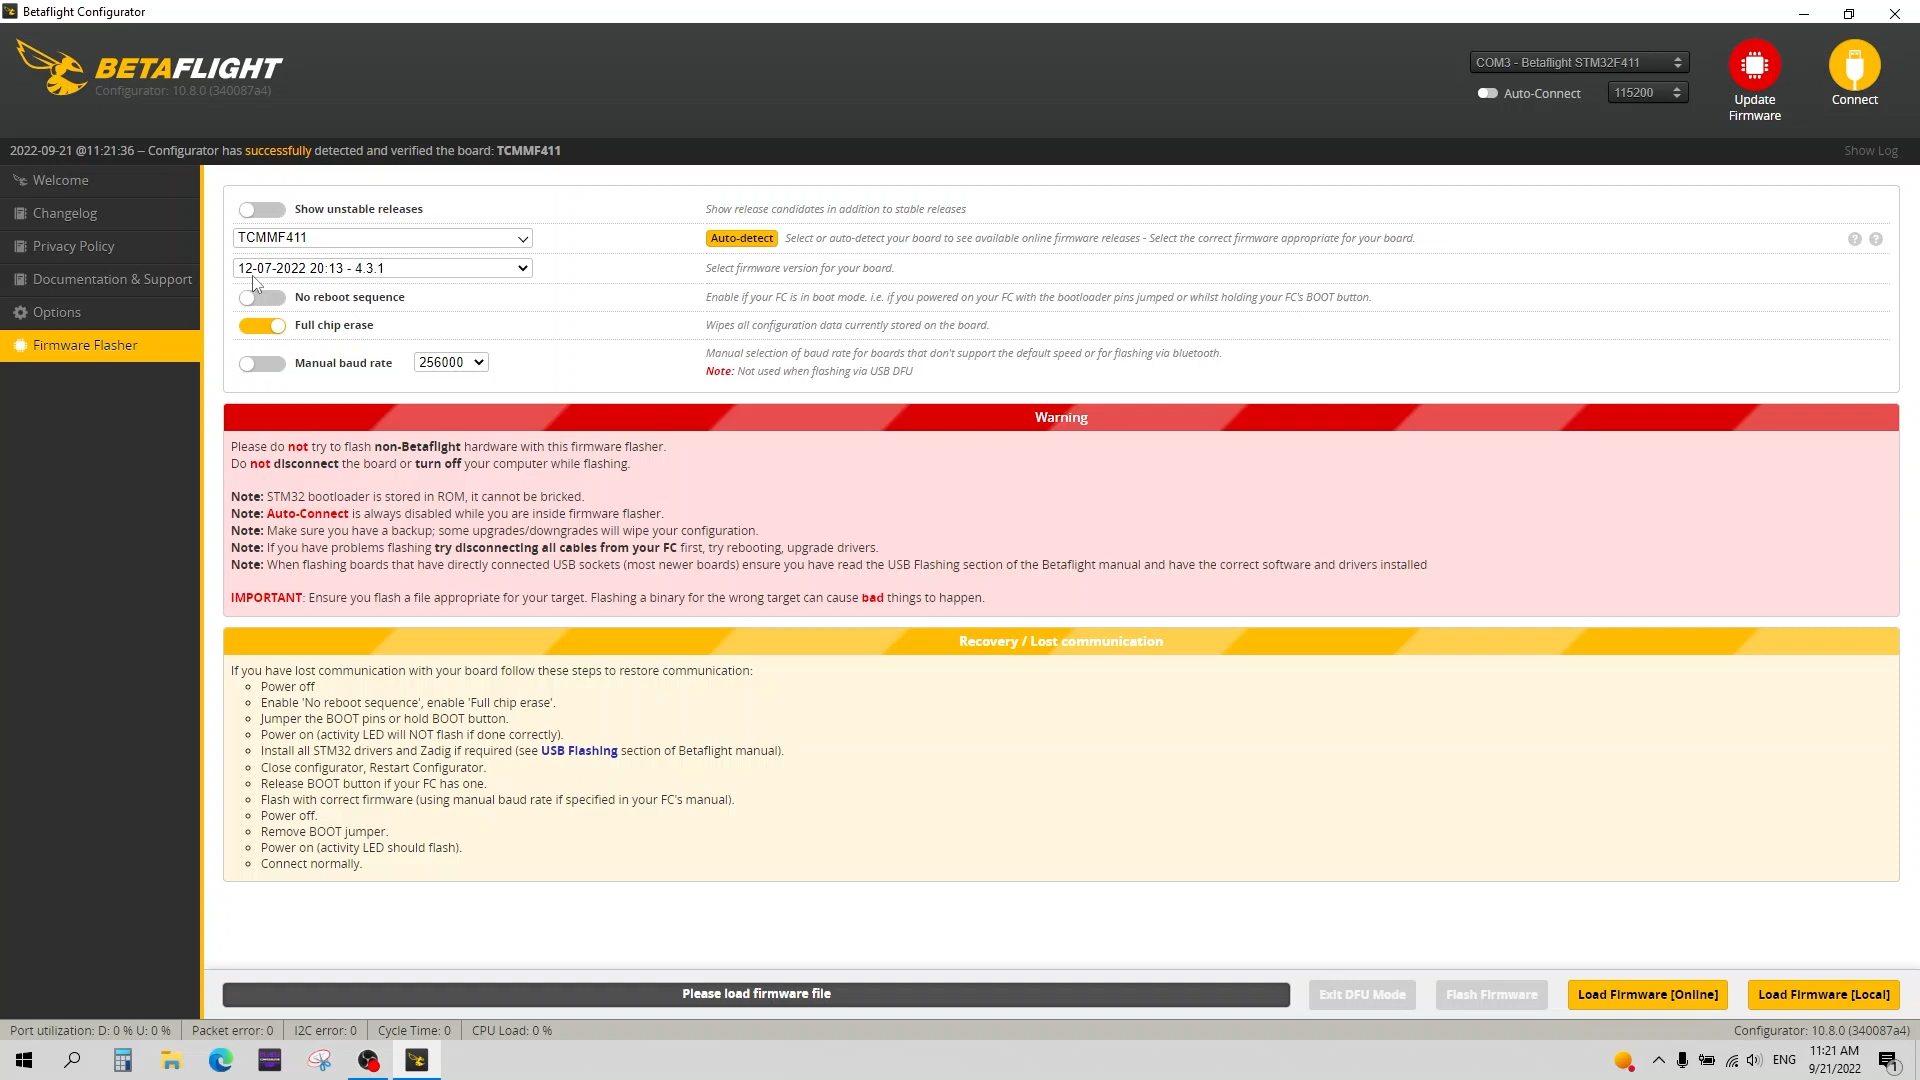 Betaflight Configurator
BETAFLIGHT
Configurator: 10.8.0 (340087a4)
COM3 - Betaflight STM32F411
Auto-Connect
115200
Update
Firmware
Connect
2022-09-21 @11:21:36 -- Configurator has successfully detected and verified the board: TCMMF411
Show Log
Welcome
Changelog
Privacy Policy
Documentation & Support
Options
Firmware Flasher
Show unstable releases
Show release candidates in addition to stable releases
TCMMF411
Auto-detect
Select or auto-detect your board to see available online firmware releases - Select the correct firmware appropriate for your board.
? ?
12-07-2022 20:13 - 4.3.1
Select firmware version for your board.
No reboot sequence
Enable if your FC is in boot mode. i.e. if you powered on your FC with the bootloader pins jumped or whilst holding your FC's BOOT button.
Full chip erase
Wipes all configuration data currently stored on the board.
Manual baud rate
256000
Manual selection of baud rate for boards that don't support the default speed or for flashing via bluetooth.
Note: Not used when flashing via USB DFU
Warning
Please do not try to flash non-Betaflight hardware with this firmware flasher.
Do not disconnect the board or turn off your computer while flashing.
Note: STM32 bootloader is stored in ROM, it cannot be bricked.
Note: Auto-Connect is always disabled while you are inside firmware flasher.
Note: Make sure you have a backup; some upgrades/downgrades will wipe your configuration.
Note: If you have problems flashing try disconnecting all cables from your FC first, try rebooting, upgrade drivers.
Note: When flashing boards that have directly connected USB sockets (most newer boards) ensure you have read the USB Flashing section of the Betaflight manual and have the correct software and drivers installed
IMPORTANT: Ensure you flash a file appropriate for your target. Flashing a binary for the wrong target can cause bad things to happen.
Recovery / Lost communication
If you have lost communication with your board follow these steps to restore communication:
Power off
Enable 'No reboot sequence', enable 'Full chip erase'.
Jumper the BOOT pins or hold BOOT button.
Power on (activity LED will NOT flash if done correctly).
Install all STM32 drivers and Zadig if required (see USB Flashing section of Betaflight manual).
Close configurator, Restart Configurator.
Release BOOT button if your FC has one.
Flash with correct firmware (using manual baud rate if specified in your FC's manual).
Power off.
Remove BOOT jumper.
Power on (activity LED should flash).
Connect normally.
Please load firmware file
Exit DFU Mode
Flash Firmware
Load Firmware [Online]
Load Firmware [Local]
Port utilization: D: 0 % U: 0 %
Packet error: 0
I2C error: 0
Cycle Time: 0
CPU Load: 0 %
Configurator: 10.8.0 (340087a4)
ENG
11:21 AM
9/21/2022
1